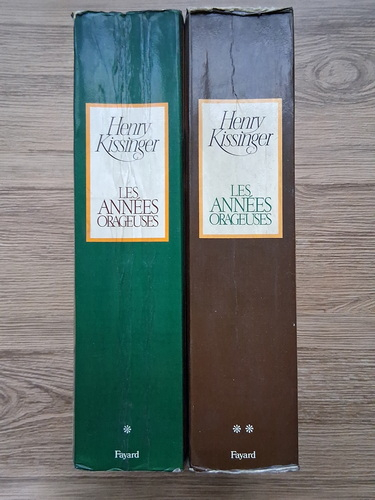 Henry
Kissinger
LES
ANNÉES
ORAGEUSES
*
Fayard
Henry
Kissinger
LES
ANNÉES
ORAGEUSES
**
Fayard